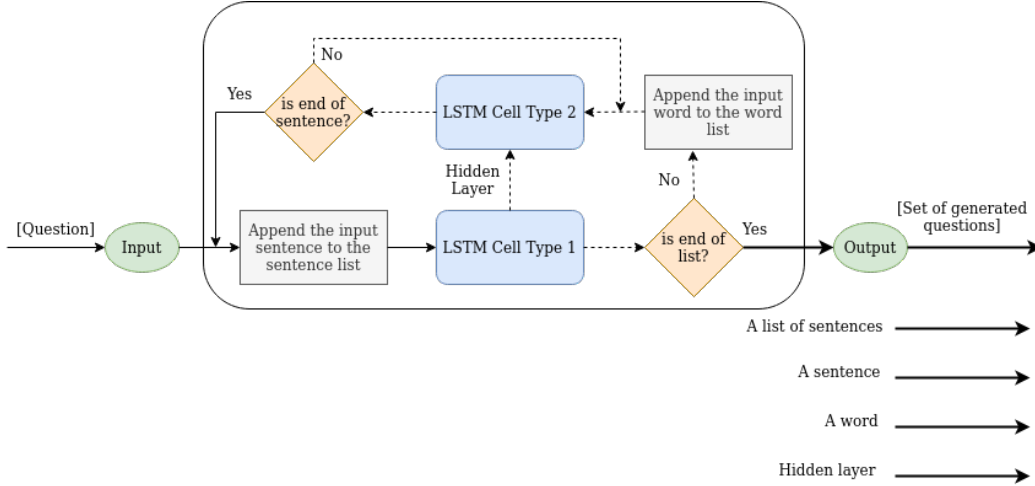 No
Yes
is end of
sentence?
LSTM Cell Type 2
Append the input
word to the word
list
Hidden
Layer
No
[Question]
Input
Append the input
sentence to the
sentence list
LSTM Cell Type 1
is end of
list?
Yes
Output
[Set of generated
questions]
A list of sentences
A sentence
A word
Hidden layer